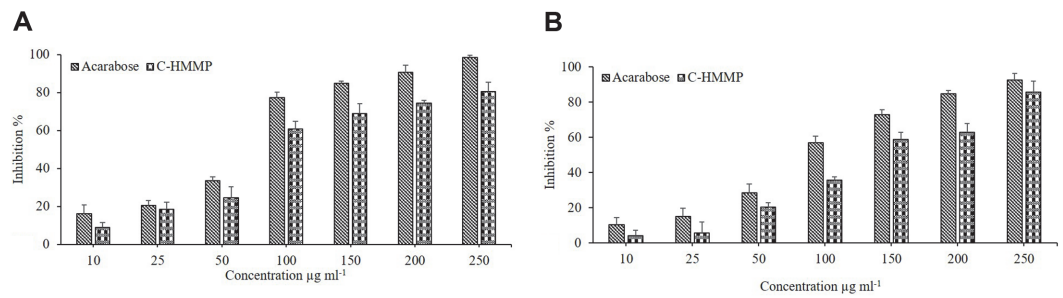 A
100
80
60
40
20
0
Inhibition %
Acarabose C-HMMP
10 25 50 100 150 200 250
Concentration µg ml-1
B
100
80
60
40
20
0
Inhibition %
Acarabose C-HMMP
10 25 50 100 150 200 250
Concentration µg ml-1